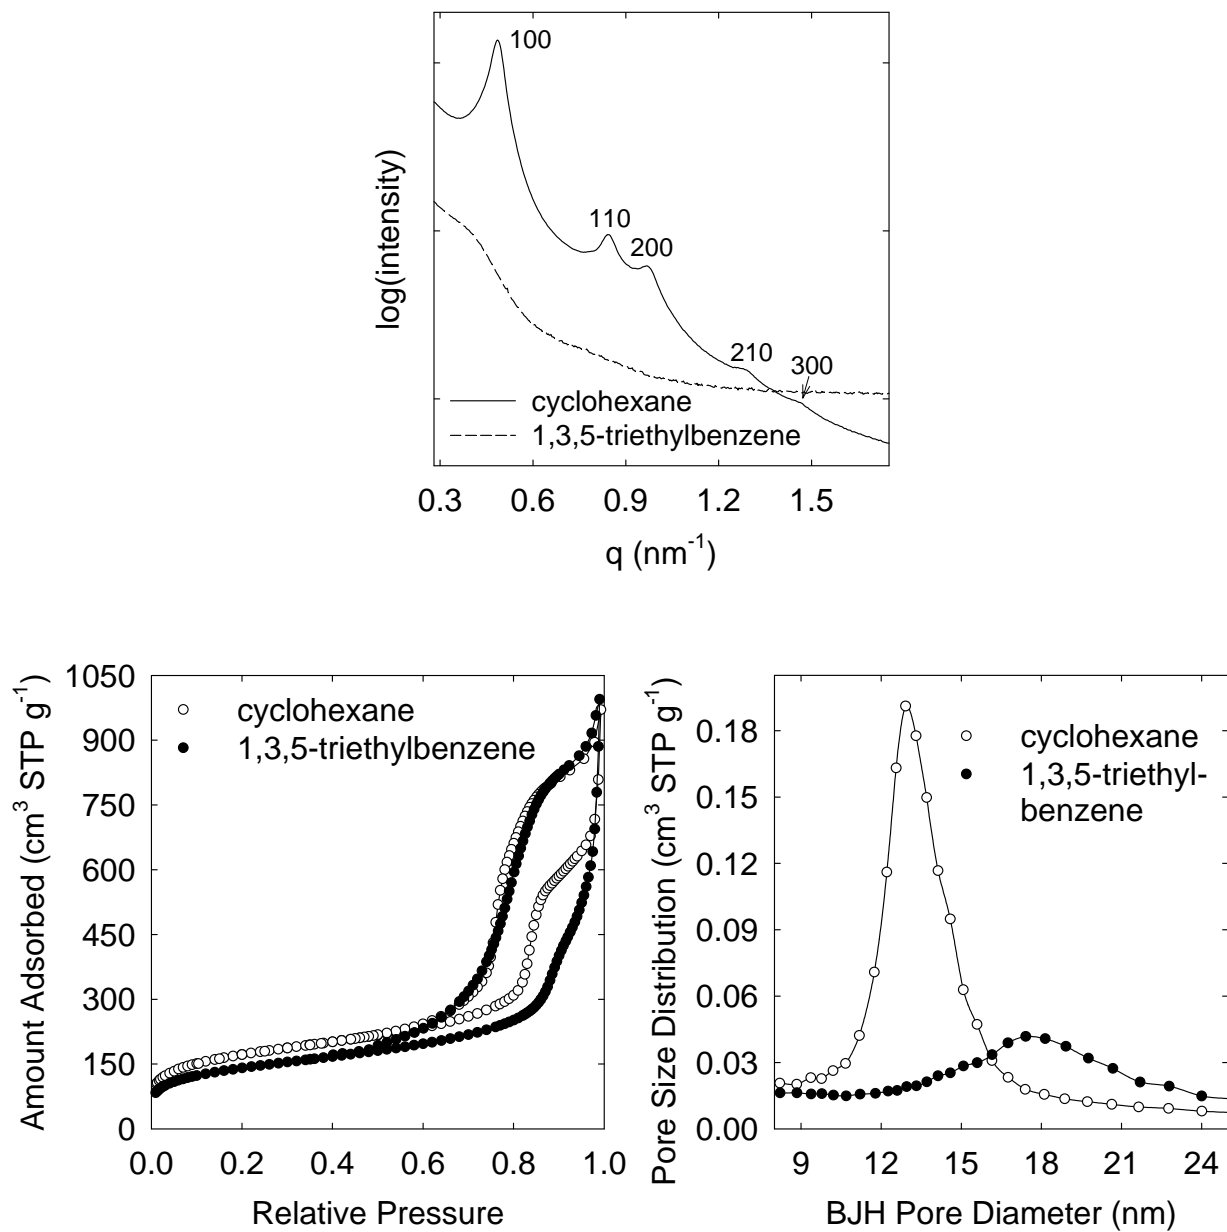 100
110
200
210
300
log(intensity)
cyclohexane
1,3,5-triethylbenzene
0.3 0.6 0.9 1.2 1.5
q (nm-1)
1050
900
750
600
450
300
150
0
Amount Adsorbed (cm3 STP g-1)
cyclohexane
1,3,5-triethylbenzene
0.0 0.2 0.4 0.6 0.8 1.0
Relative Pressure
0.18
0.15
0.12
0.09
0.06
0.03
0.00
Pore Size Distribution (cm3 STP g-1)
cyclohexane
1,3,5-triethyl-
benzene
9 12 15 18 21 24
BJH Pore Diameter (nm)